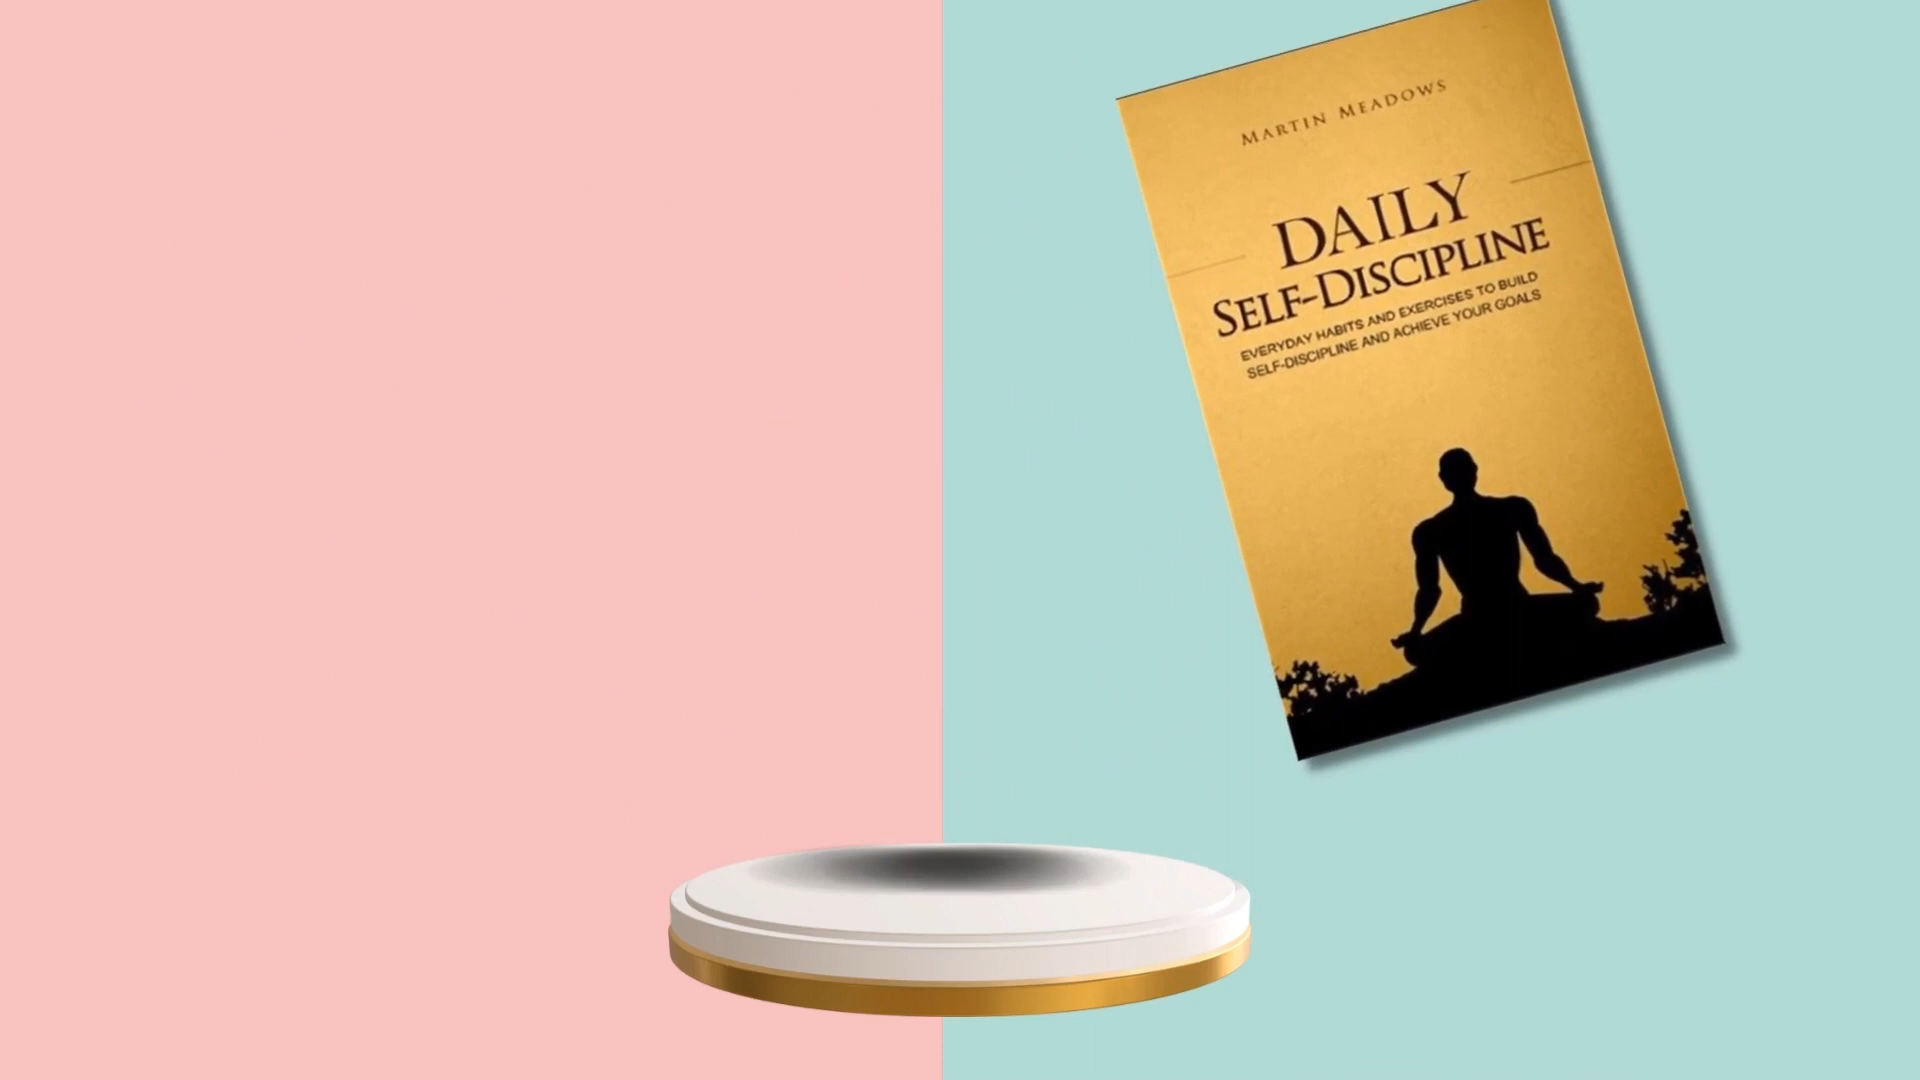 MARTIN MEADOWS
DAILY
SELF-DISCIPLINE
EVERYDAY HABITS AND EXERCISES TO BUILD
SELF-DISCIPLINE AND ACHIEVE YOUR GOALS